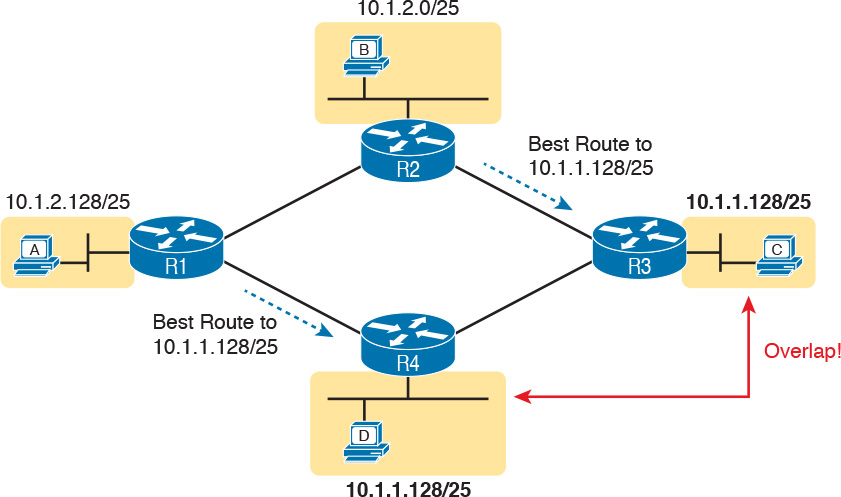 10.1.2.0/25
B
R2
Best Route to
10.1.1.128/25
10.1.2.128/25
A
R1
10.1.1.128/25
R3
C
Best Route to
10.1.1.128/25
R4
Overlap!
D
10.1.1.128/25